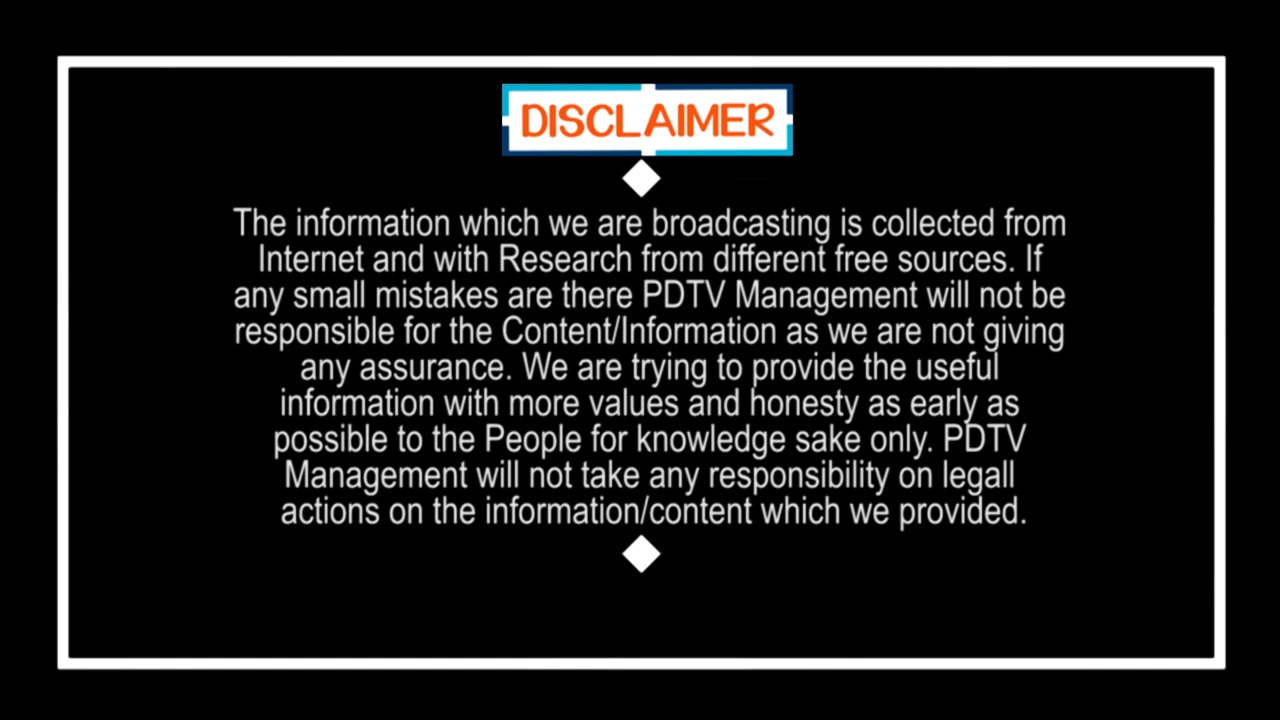 DISCLAIMER
The information which we are broadcasting is collected from
Internet and with Research from different free sources. If
any small mistakes are there PDTV Management will not be
responsible for the Content/Information as we are not giving
any assurance. We are trying to provide the useful
information with more values and honesty as early as
possible to the People for knowledge sake only. PDTV
Management will not take any responsibility on legall
actions on the information/content which we provided.